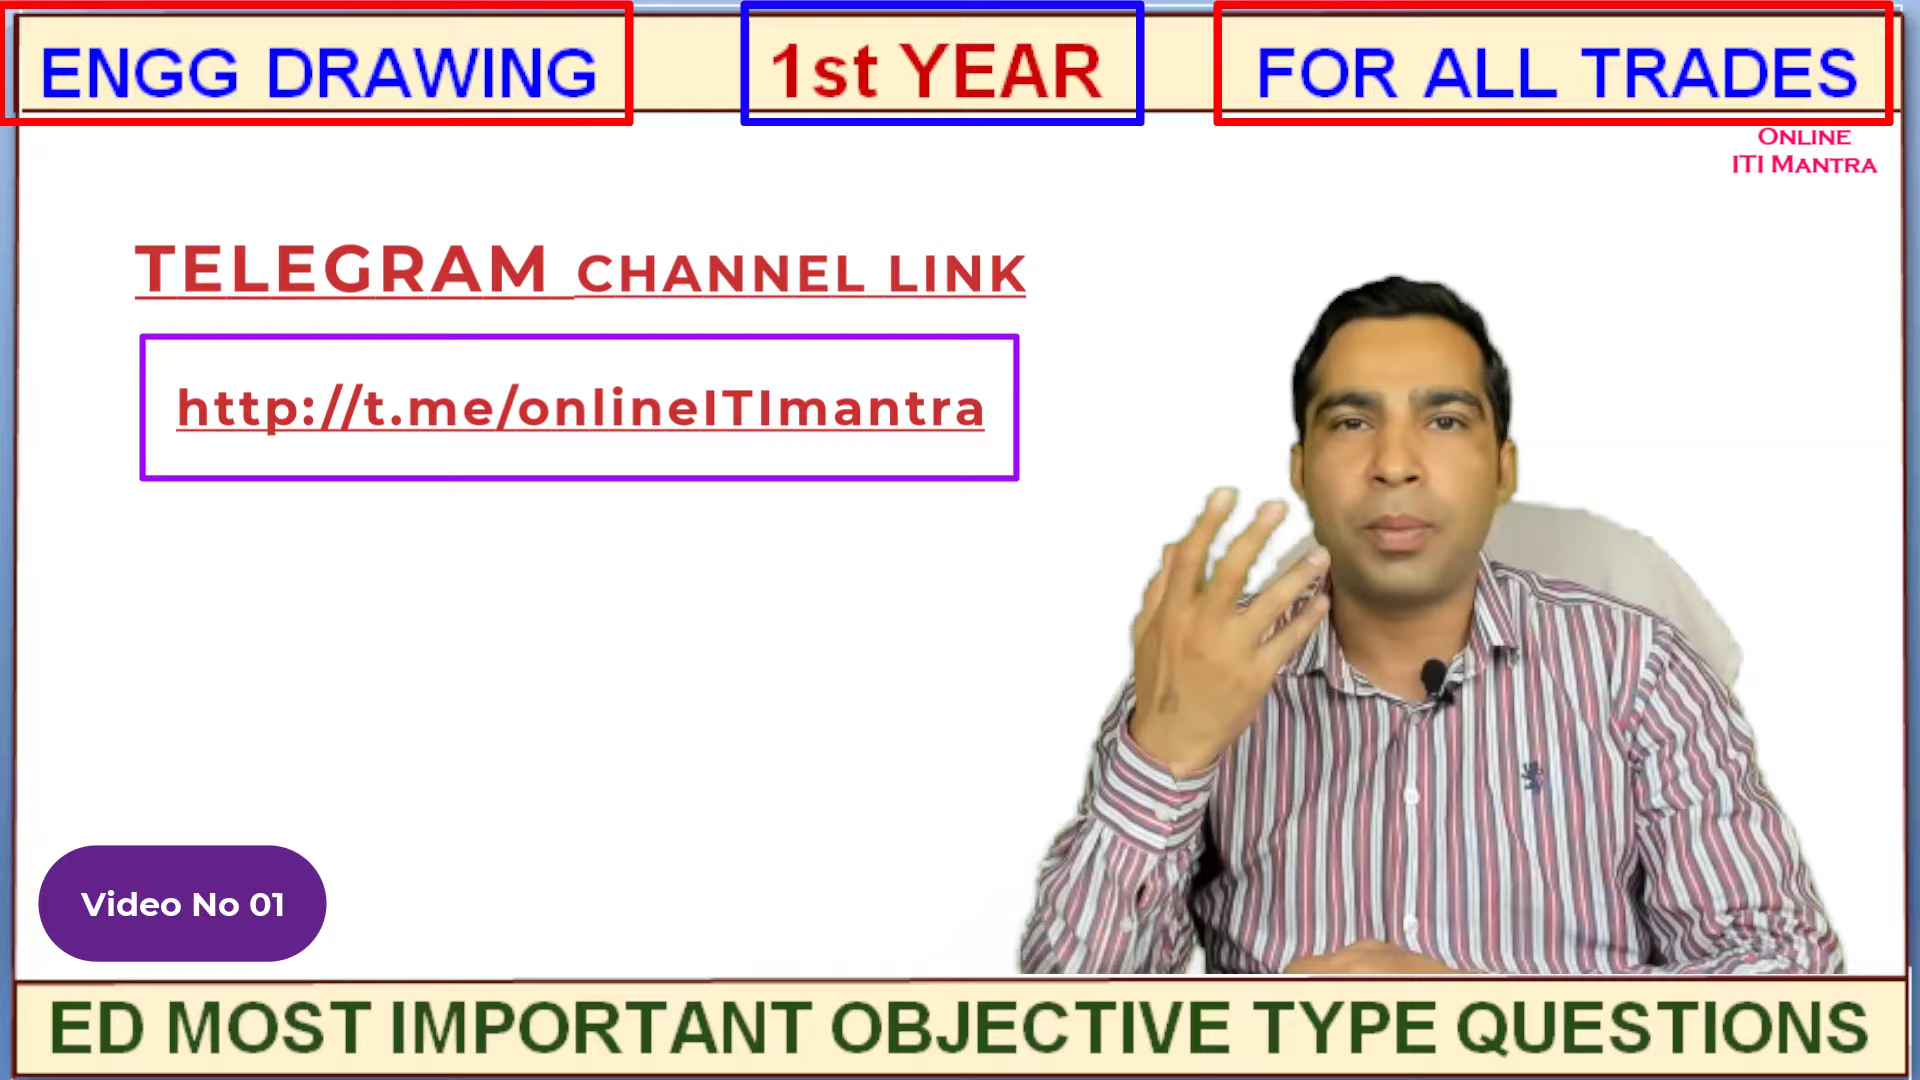 ENGG DRAWING 1st YEAR FOR ALL TRADES
ONLINE
ITI MANTRA
TELEGRAM CHANNEL LINK
http://t.me/onlineITImantra
Video No 01
ED MOST IMPORTANT OBJECTIVE TYPE QUESTIONS